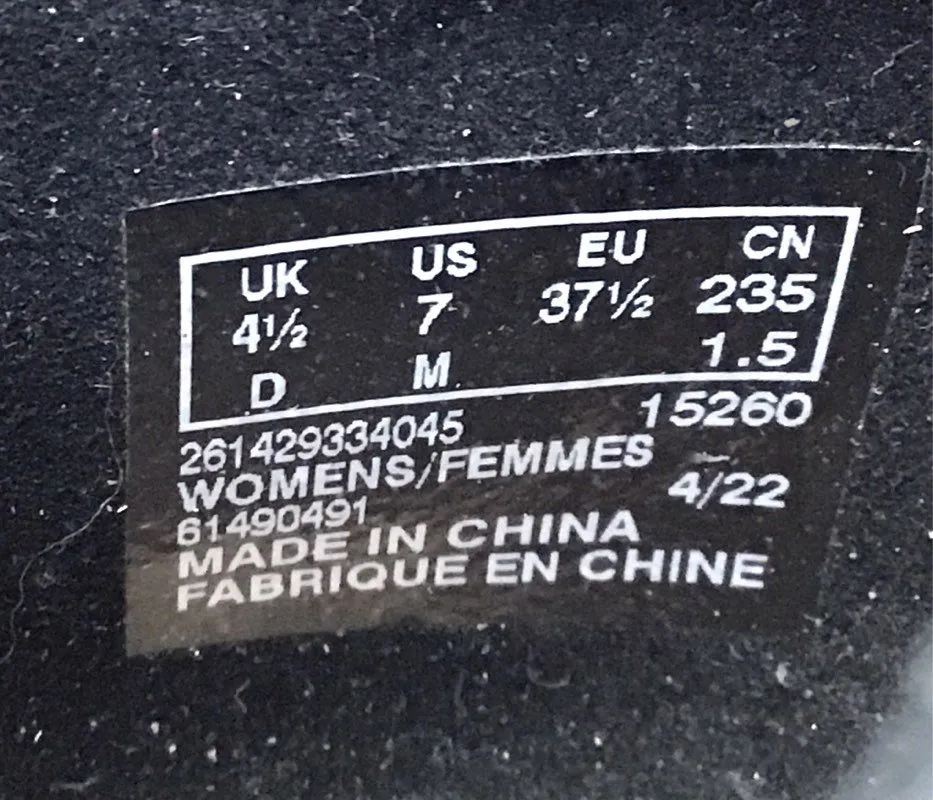 UK US EU CN
4½ 7 37½ 235
D M 1.5
261429334045 15260
WOMENS/FEMMES
61490491 4/22
MADE IN CHINA
FABRIQUE EN CHINE